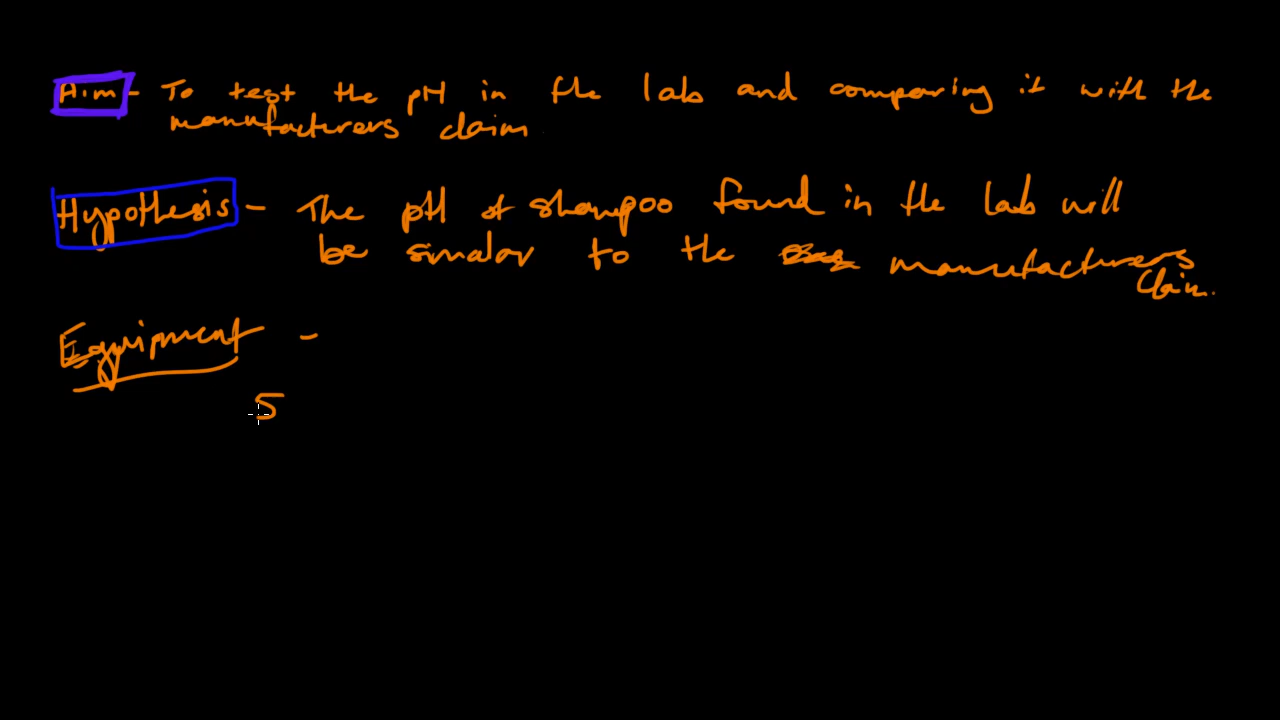 Aim - To test the pH in the lab and comparing it with the
manufacturers claim
Hypothesis - The pH of shampoo found in the lab will
be similar to the manufacturers
claim.
Equipment -
5